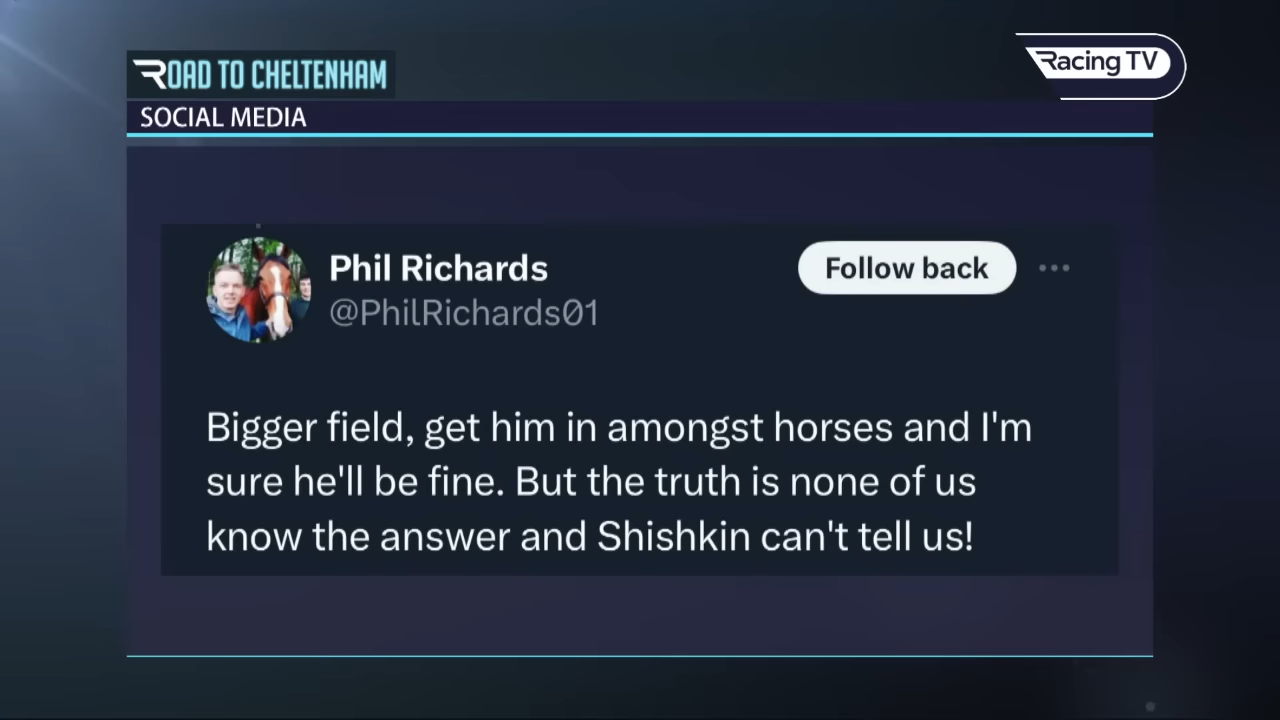 ROAD TO CHELTENHAM
Racing TV
SOCIAL MEDIA
Phil Richards
Follow back
@PhilRichards01
Bigger field, get him in amongst horses and I'm
sure he'll be fine. But the truth is none of us
know the answer and Shishkin can't tell us!